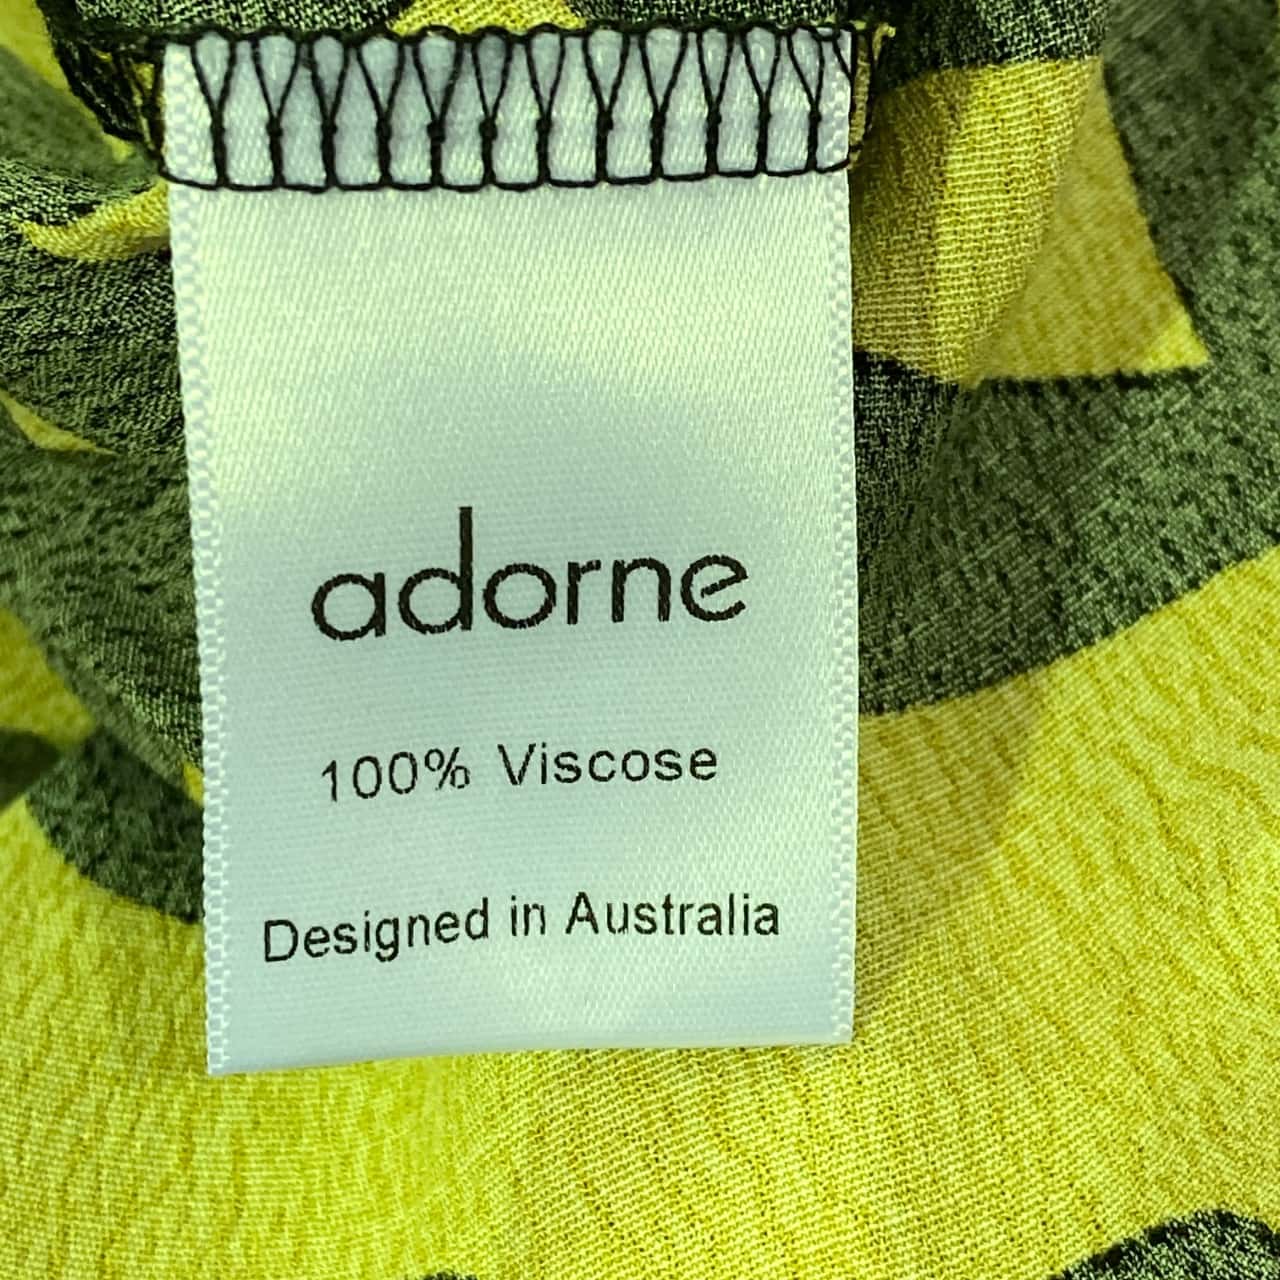 adorne
100% Viscose
Designed in Australia